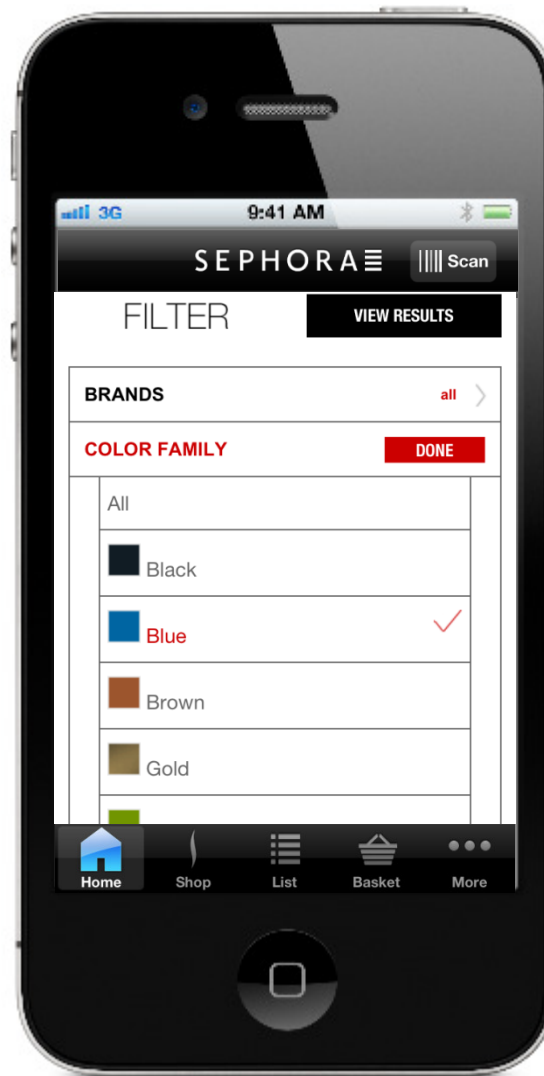 3G 9:41 AM
SEPHORA Scan
FILTER VIEW RESULTS
BRANDS all
COLOR FAMILY DONE
All
Black
Blue
Brown
Gold
Home Shop List Basket More